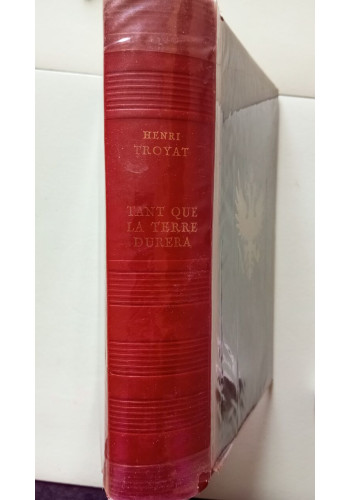 HENRI
TROYAT
TANT QUE
LA TERRE
DURERA